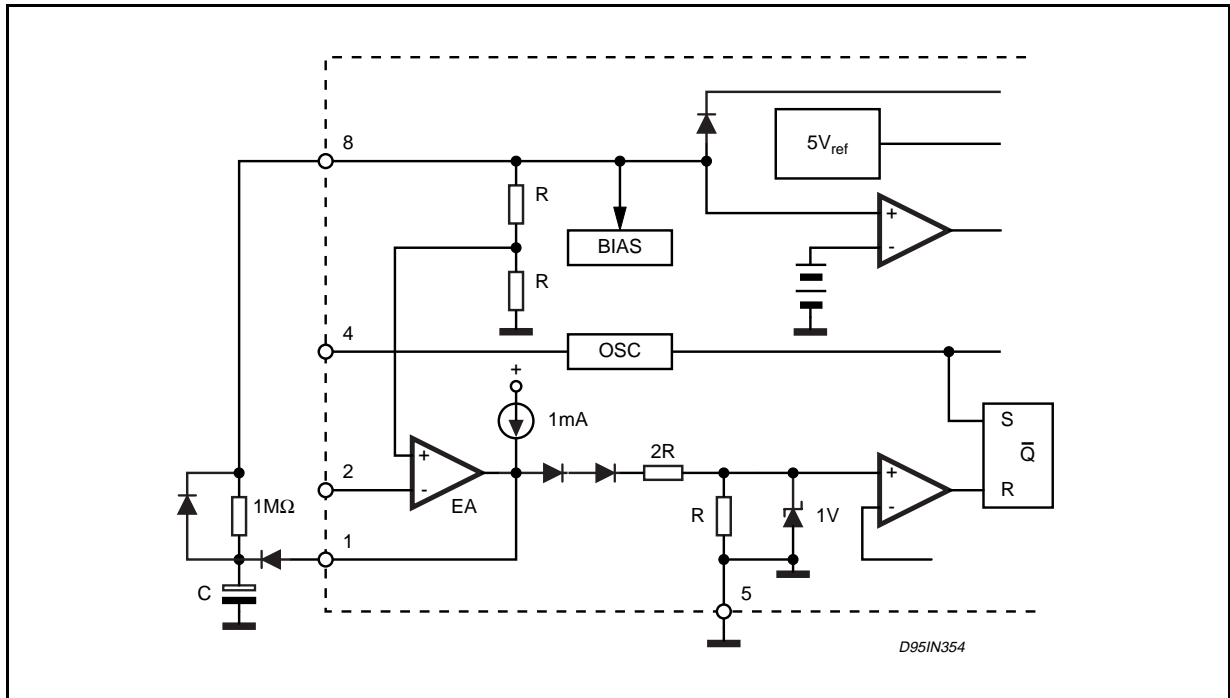 8
5Vref
R
+
-
BIAS
R
4
OSC
+
1mA
S
Q̄
2R
+
2
-
EA
+
R
-
1MΩ
R
1V
1
C
5
D95IN354